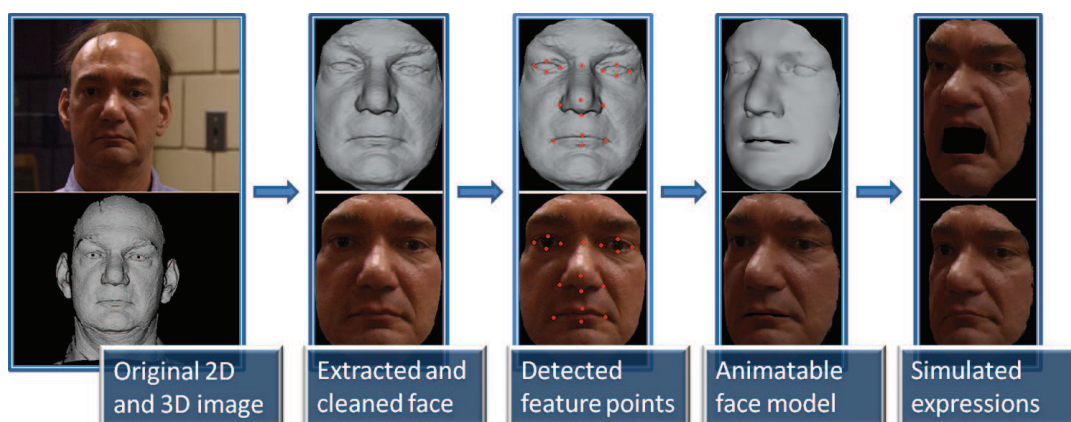 Original 2D
and 3D image
Extracted and
cleaned face
Detected
feature points
Animatable
face model
Simulated
expressions